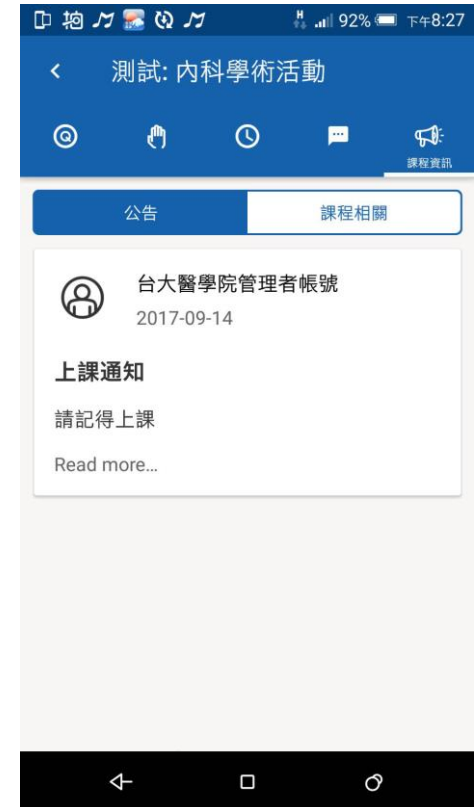 拍 92% 下午8:27
測試: 內科學術活動
課程資訊
公告 課程相關
台大醫學院管理者帳號
2017-09-14
上課通知
請記得上課
Read more...